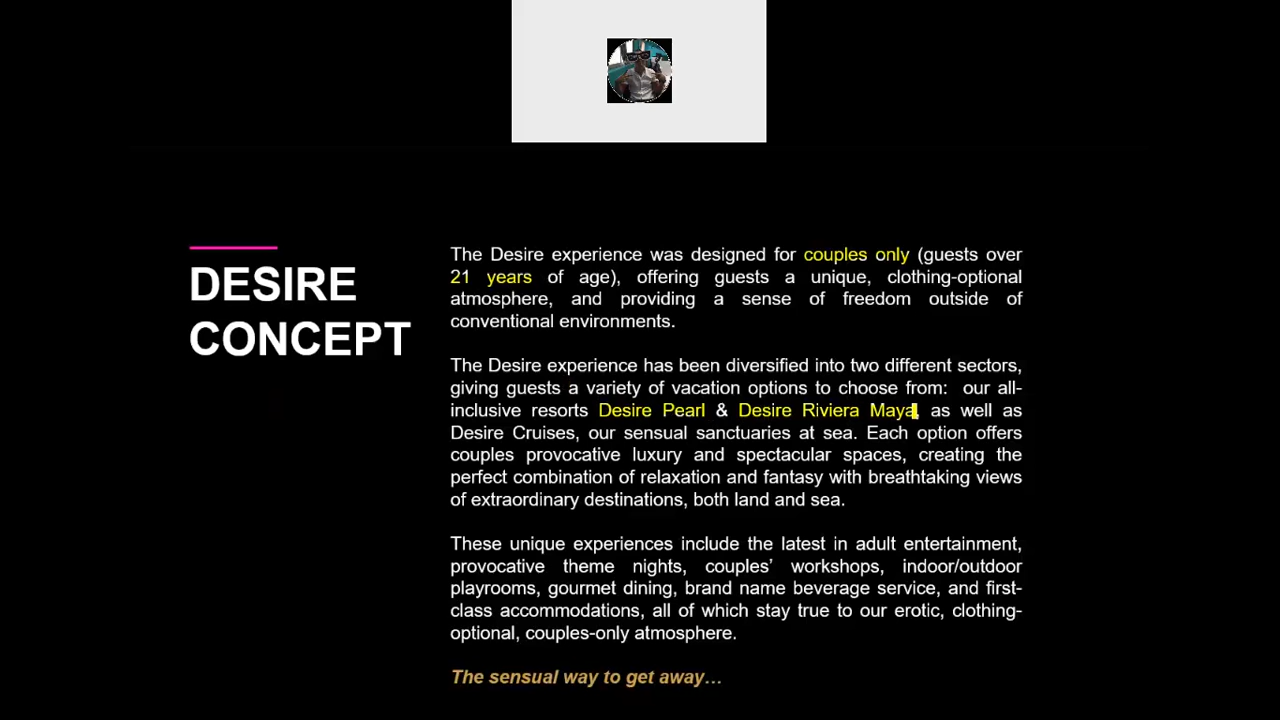 DESIRE
CONCEPT
The Desire experience was designed for couples only (guests over
21 years of age), offering guests a unique, clothing-optional
atmosphere, and providing a sense of freedom outside of
conventional environments.
The Desire experience has been diversified into two different sectors,
giving guests a variety of vacation options to choose from: our all-
inclusive resorts Desire Pearl & Desire Riviera Maya, as well as
Desire Cruises, our sensual sanctuaries at sea. Each option offers
couples provocative luxury and spectacular spaces, creating the
perfect combination of relaxation and fantasy with breathtaking views
of extraordinary destinations, both land and sea.
These unique experiences include the latest in adult entertainment,
provocative theme nights, couples’ workshops, indoor/outdoor
playrooms, gourmet dining, brand name beverage service, and first-
class accommodations, all of which stay true to our erotic, clothing-
optional, couples-only atmosphere.
The sensual way to get away…